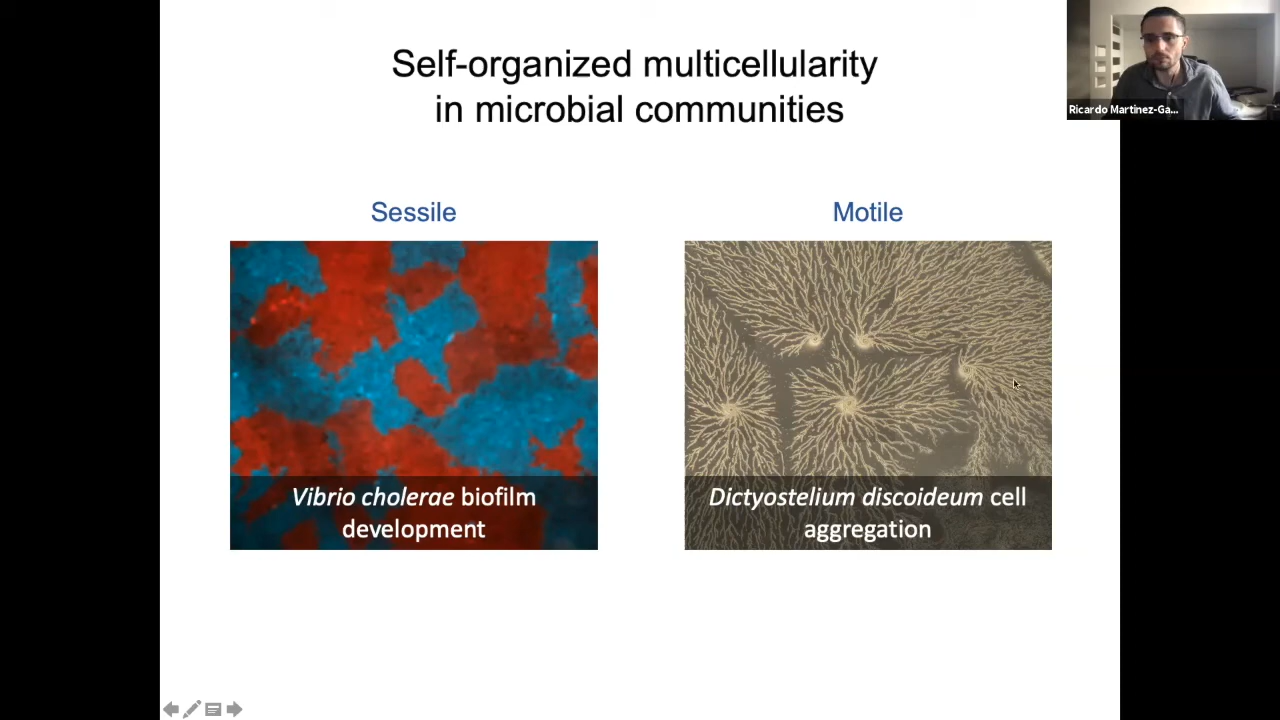 Self-organized multicellularity
in microbial communities
Ricardo Martinez-Ga...
Sessile
Motile
Vibrio cholerae biofilm
development
Dictyostelium discoideum cell
aggregation